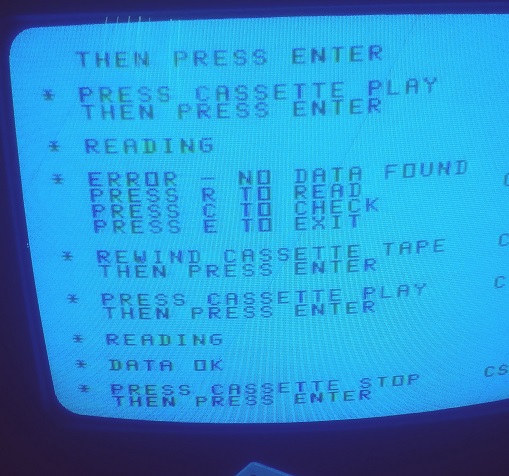 THEN PRESS ENTER
* PRESS CASSETTE PLAY
THEN PRESS ENTER
* READING
* ERROR - NO DATA FOUND
PRESS R TO READ
PRESS C TO CHECK
PRESS E TO EXIT
* REWIND CASSETTE TAPE C
THEN PRESS ENTER
* PRESS CASSETTE PLAY C
THEN PRESS ENTER
* READING
* DATA OK
* PRESS CASSETTE STOP CS
THEN PRESS ENTER